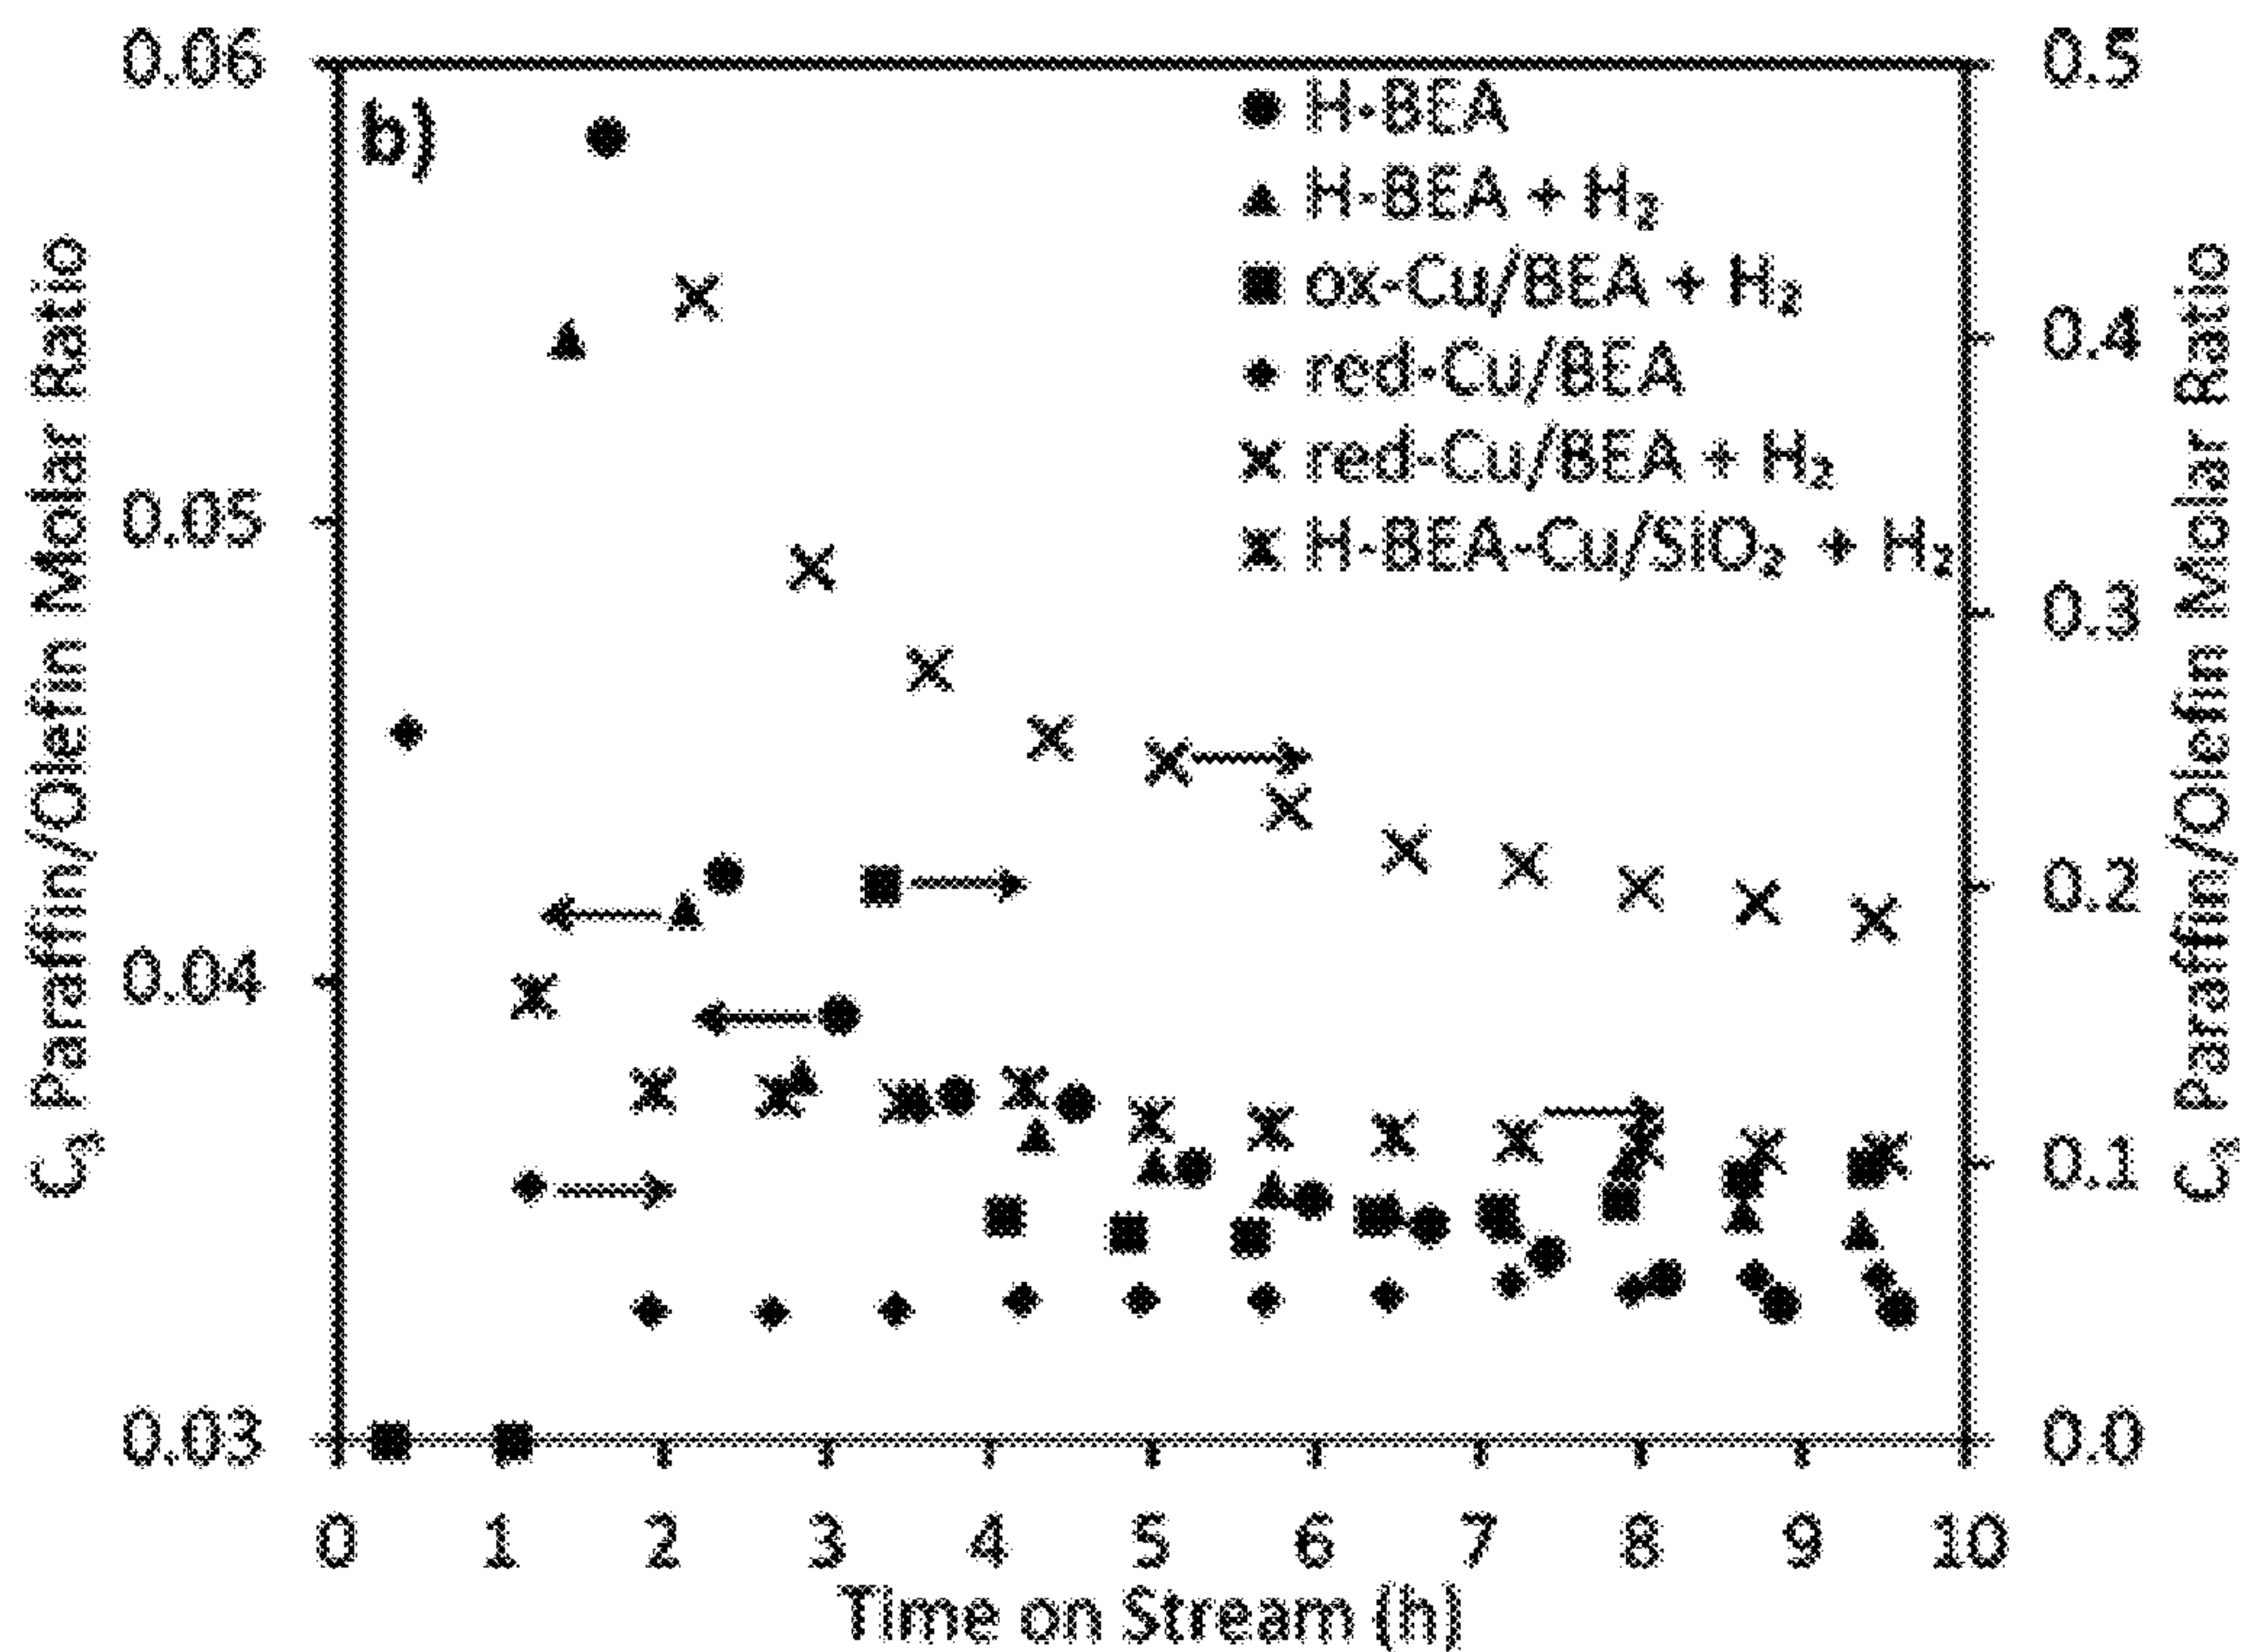 b)
H-BEA
H-BEA + H₂
ox-Cu/BEA + H₂
red-Cu/BEA
red-Cu/BEA + H₂
H-BEA-Cu/SiO₂ + H₂
C₃ Paraffin/Olefin Molar Ratio
0.06
0.05
0.04
0.03
0.5
0.4
0.3
0.2
0.1
0.0
C₃ Paraffin/Olefin Molar Ratio
0 1 2 3 4 5 6 7 8 9 10
Time on Stream (h)